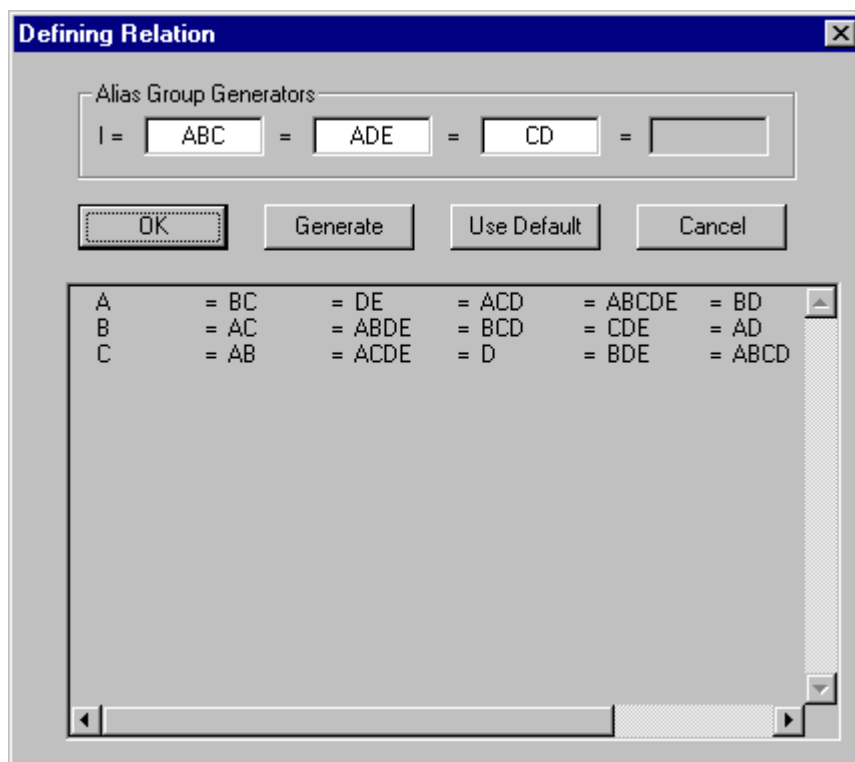 Defining Relation
Alias Group Generators
I = ABC = ADE = CD =
OK Generate Use Default Cancel
A = BC = DE = ACD = ABCDE = BD
B = AC = ABDE = BCD = CDE = AD
C = AB = ACDE = D = BDE = ABCD